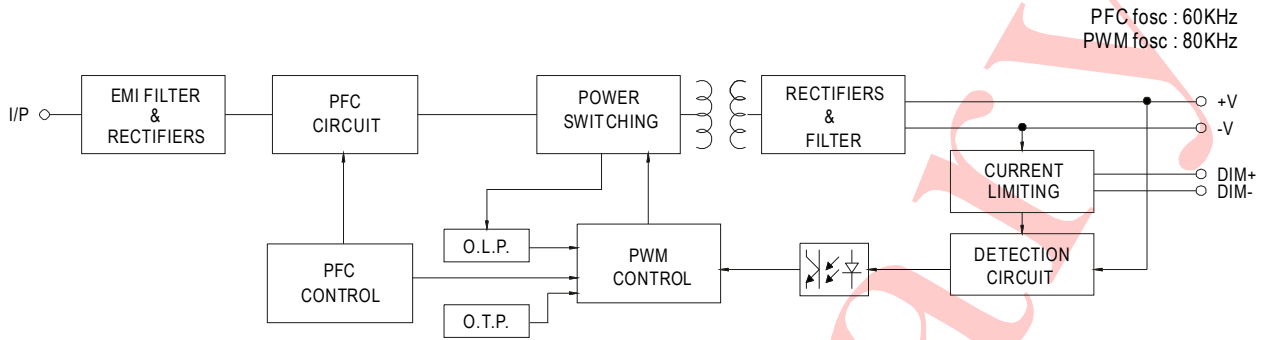 PFC fosc : 60KHz
PWM fosc : 80KHz
I/P
EMI FILTER
&
RECTIFIERS
PFC
CIRCUIT
POWER
SWITCHING
RECTIFIERS
&
FILTER
+V
-V
CURRENT
LIMITING
DIM+
DIM-
O.L.P.
PFC
CONTROL
PWM
CONTROL
DETECTION
CIRCUIT
O.T.P.